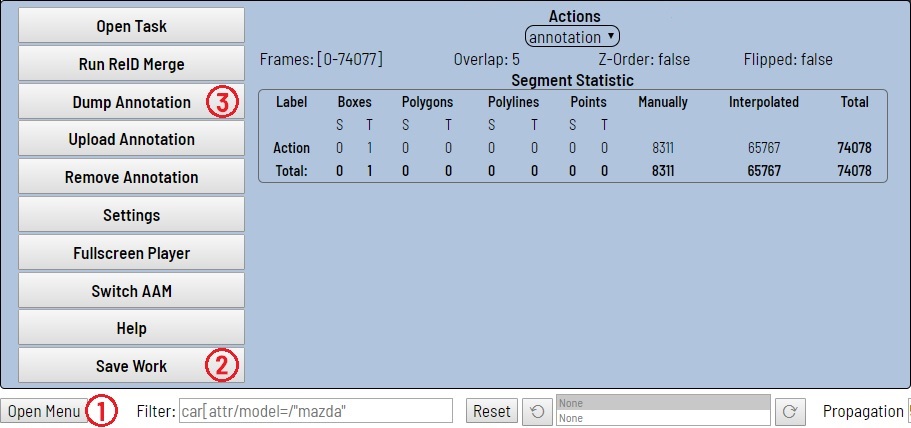 Open Task
Run ReID Merge
Dump Annotation 3
Upload Annotation
Remove Annotation
Settings
Fullscreen Player
Switch AAM
Help
Save Work 2
Actions
annotation ▼
Frames: [0-74077] Overlap: 5 Z-Order: false Flipped: false
Segment Statistic
Label Boxes Polygons Polylines Points Manually Interpolated Total
S T S T S T S T
Action 0 1 0 0 0 0 0 0 8311 65767 74078
Total: 0 1 0 0 0 0 0 0 8311 65767 74078
Open Menu 1 Filter: car[attr/model=/"mazda" Reset None Propagation
None